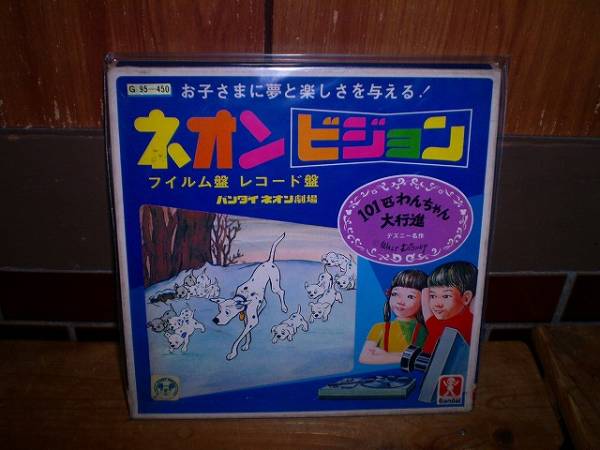 G 95-450
お子さまに夢と楽しさを与える!
ネオンビジョン
フイルム盤 レコード盤
バンダイ ネオン劇場
101匹わんちゃん
大行進
デズニー名作
WALT DISNEY
Bandai